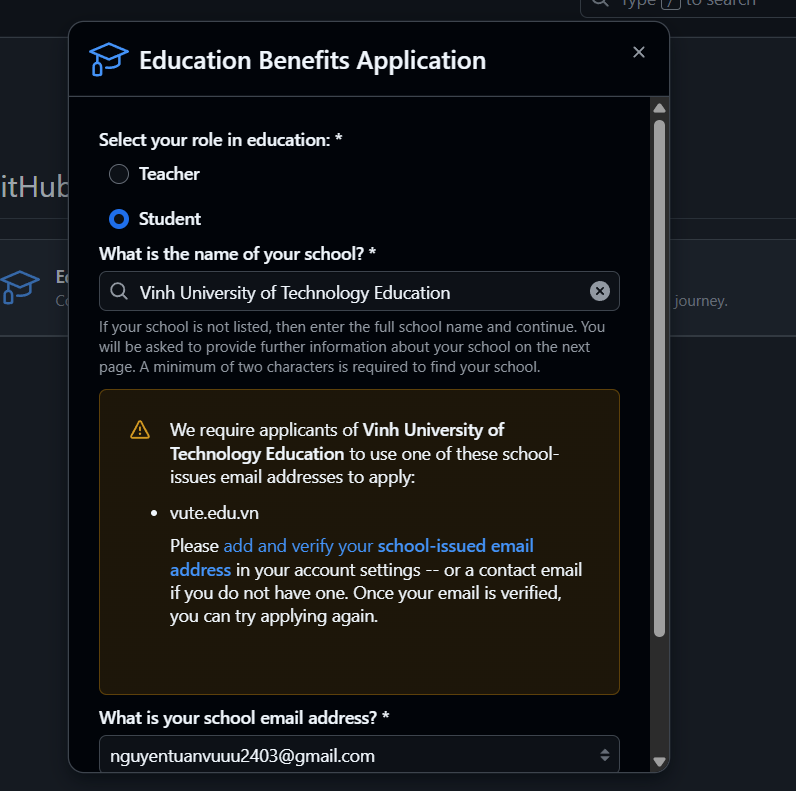 Type / to search
Education Benefits Application
Select your role in education: *
Teacher
Student
itHub
What is the name of your school? *
Vinh University of Technology Education
If your school is not listed, then enter the full school name and continue. You
will be asked to provide further information about your school on the next
page. A minimum of two characters is required to find your school.
journey.
We require applicants of Vinh University of
Technology Education to use one of these school-
issues email addresses to apply:
• vute.edu.vn
Please add and verify your school-issued email
address in your account settings -- or a contact email
if you do not have one. Once your email is verified,
you can try applying again.
What is your school email address? *
nguyentuanvuuu2403@gmail.com